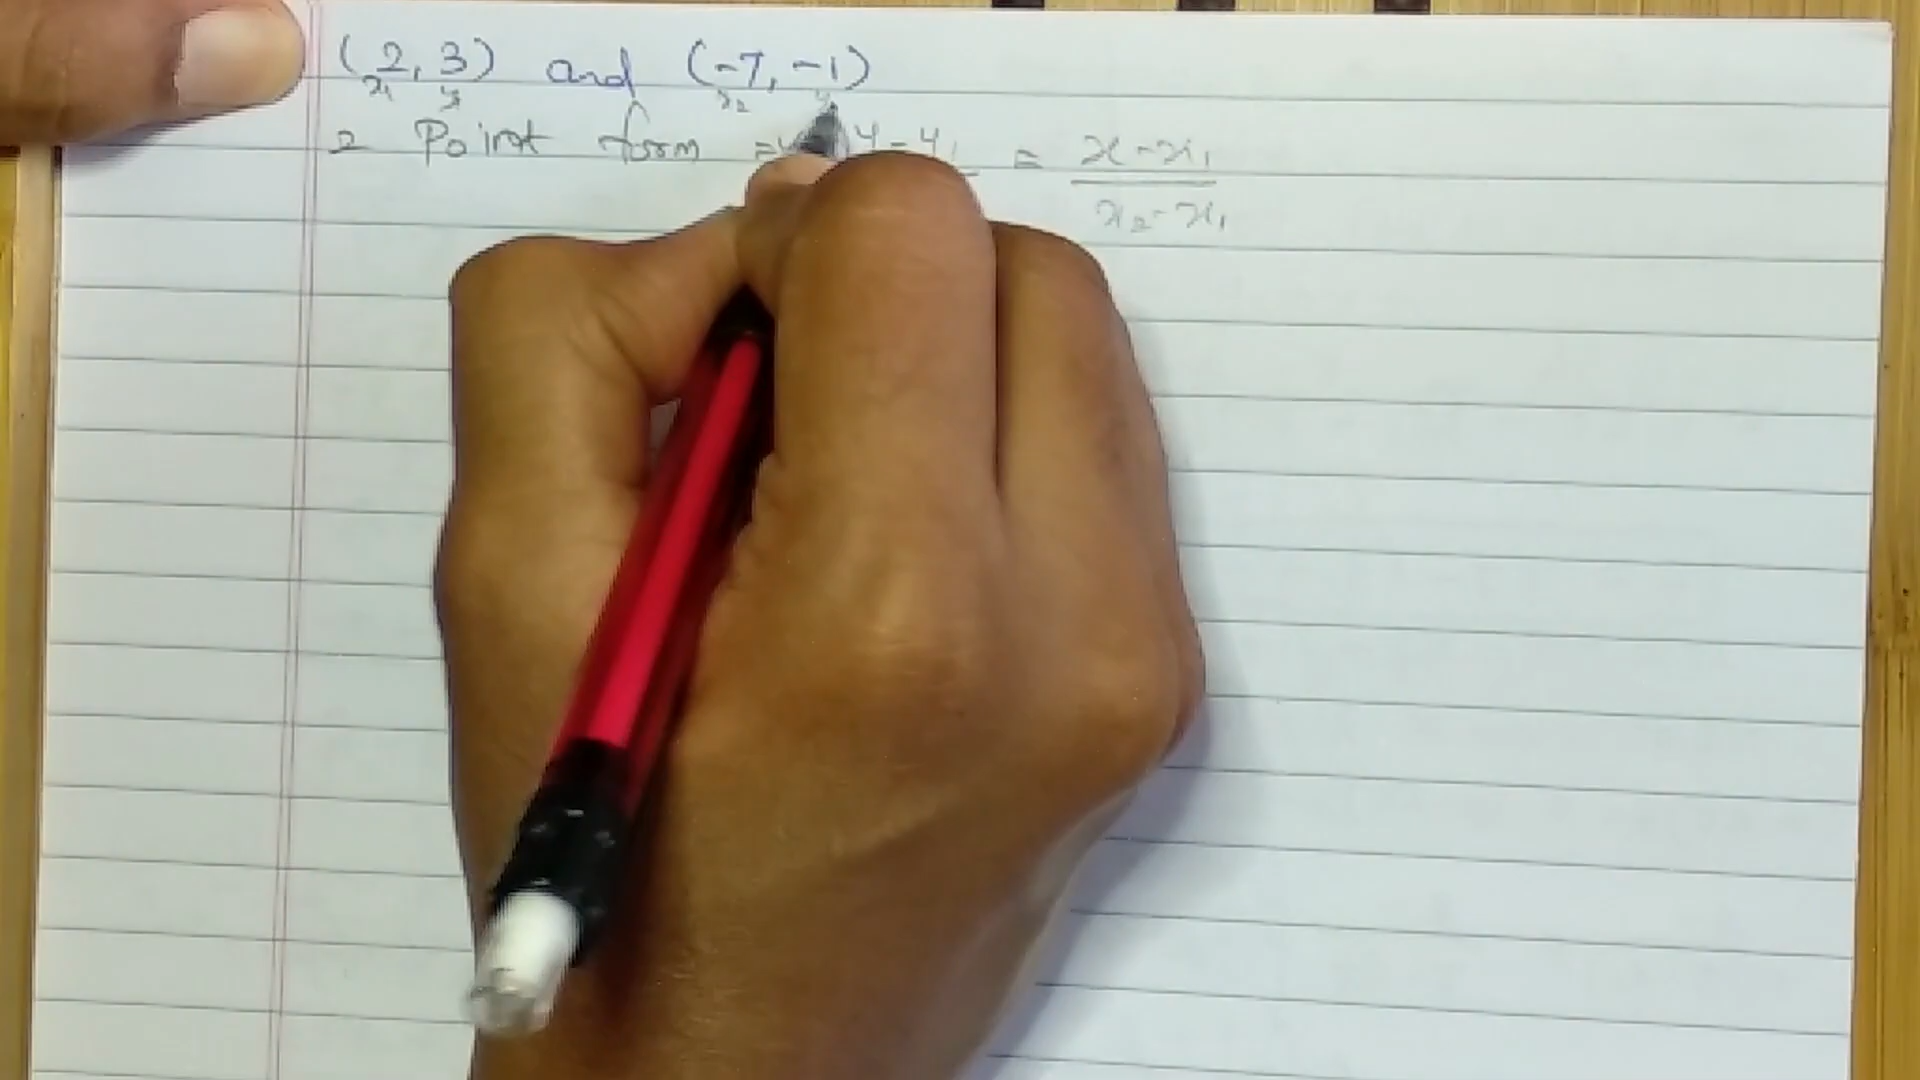 (2, 3) and (-7, -1)
x₁ y₁ x₂ y₂
2 Point form = y - y₁ = x - x₁
x₂ - x₁